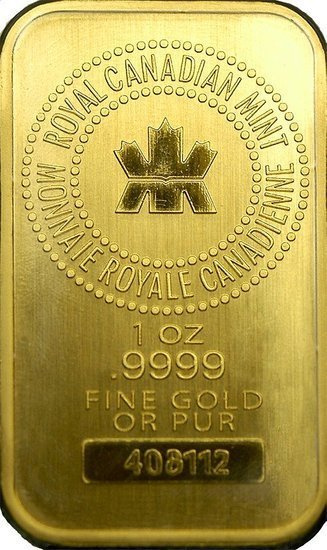 ROYAL CANADIAN MINT
MONNAIE ROYALE CANADIENNE
1 OZ
.9999
FINE GOLD
OR PUR
408112